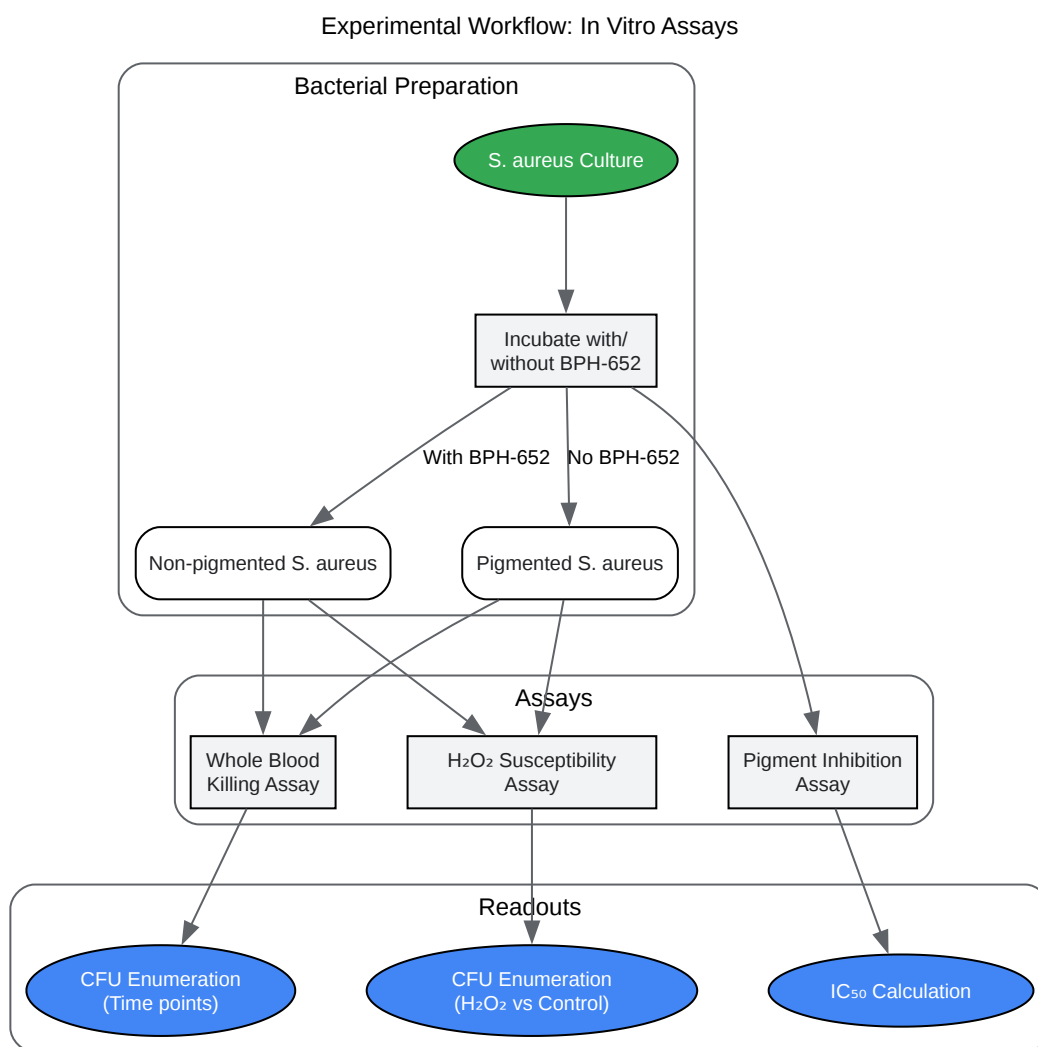 Experimental Workflow: In Vitro Assays
Bacterial Preparation
S. aureus Culture
Incubate with/
without BPH-652
With BPH-652
No BPH-652
Non-pigmented S. aureus
Pigmented S. aureus
Assays
Whole Blood
Killing Assay
H₂O₂ Susceptibility
Assay
Pigment Inhibition
Assay
Readouts
CFU Enumeration
(Time points)
CFU Enumeration
(H₂O₂ vs Control)
IC₅₀ Calculation